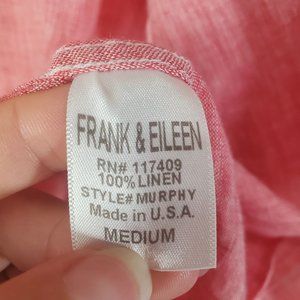 FRANK & EILEEN
RN# 117409
100% LINEN
STYLE# MURPHY
Made in U.S.A.
MEDIUM